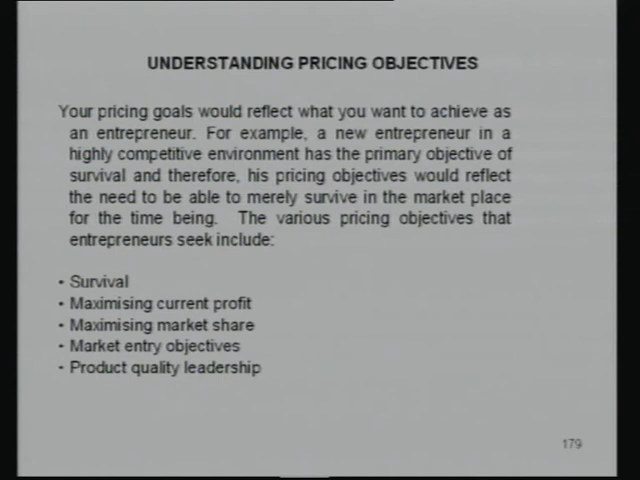 UNDERSTANDING PRICING OBJECTIVES
Your pricing goals would reflect what you want to achieve as
an entrepreneur. For example, a new entrepreneur in a
highly competitive environment has the primary objective of
survival and therefore, his pricing objectives would reflect
the need to be able to merely survive in the market place
for the time being. The various pricing objectives that
entrepreneurs seek include:
• Survival
• Maximising current profit
• Maximising market share
• Market entry objectives
• Product quality leadership
179